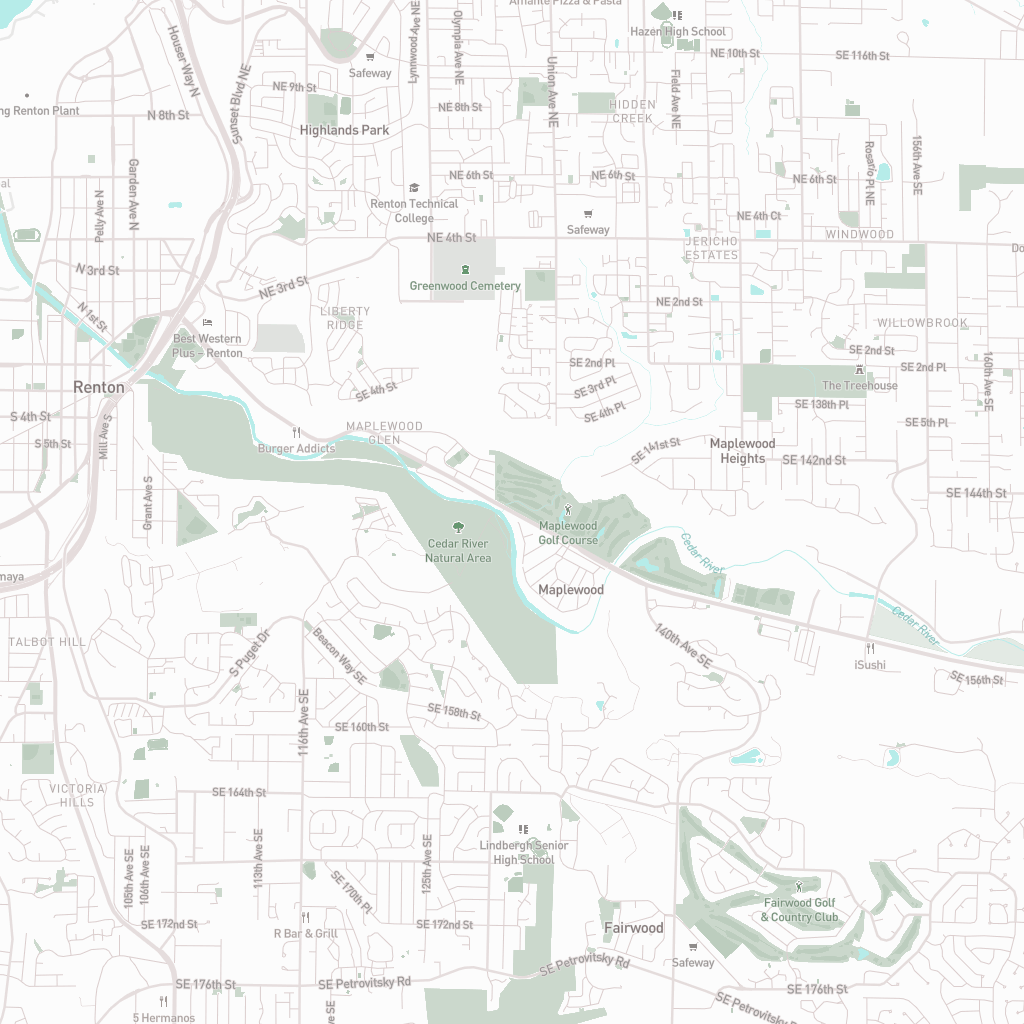 Amante Pizza & Pasta
Hazen High School
Houser Way N
Lynnwood Ave NE
Olympia Ave NE
NE 10th St
SE 116th St
Safeway
NE 9th St
Union Ave NE
Field Ave NE
ng Renton Plant
N 8th St
Sunset Blvd NE
NE 8th St
HIDDEN
CREEK
Highlands Park
156th Ave SE
Rosario Pl NE
Garden Ave N
NE 6th St
NE 6th St
NE 6th St
Renton Technical
College
Pelly Ave N
Safeway
NE 4th Ct
NE 4th St
JERICHO
ESTATES
WINDWOOD
N 3rd St
NE 3rd St
Greenwood Cemetery
N 1st St
LIBERTY
RIDGE
NE 2nd St
WILLOWBROOK
Best Western
Plus – Renton
SE 2nd St
SE 2nd Pl
SE 2nd Pl
160th Ave SE
Renton
SE 4th St
SE 3rd Pl
The Treehouse
S 4th St
Mill Ave S
SE 4th Pl
SE 138th Pl
SE 5th Pl
S 5th St
MAPLEWOOD
GLEN
Burger Addicts
SE 141st St
Maplewood
Heights
SE 142nd St
Grant Ave S
SE 144th St
Cedar River
Natural Area
Maplewood
Golf Course
Cedar River
maya
Maplewood
Cedar River
TALBOT HILL
S Puget Dr
Beacon Way SE
140th Ave SE
iSushi
SE 156th St
116th Ave SE
SE 158th St
SE 160th St
VICTORIA
HILLS
SE 164th St
105th Ave SE
106th Ave SE
113th Ave SE
125th Ave SE
Lindbergh Senior
High School
SE 170th Pl
SE 172nd St
R Bar & Grill
SE 172nd St
Fairwood
Fairwood Golf
& Country Club
Safeway
SE Petrovitsky Rd
SE 176th St
SE Petrovitsky Rd
SE 176th St
SE Petrovitsky Rd
5 Hermanos